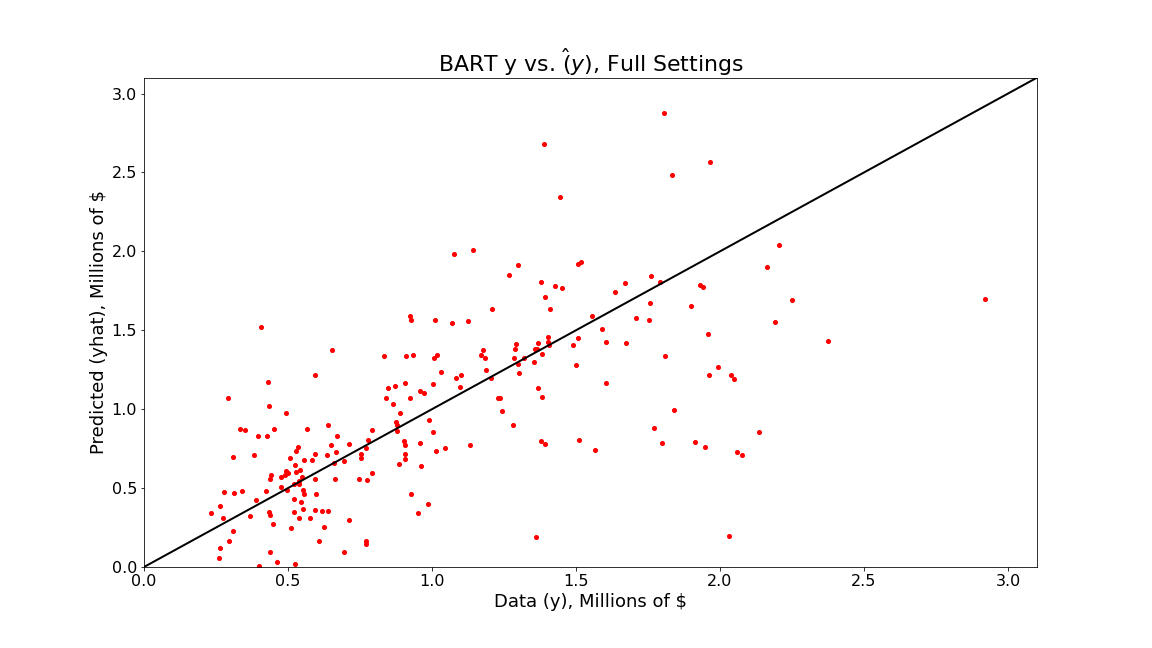 BART y vs. (̂y), Full Settings
Predicted (yhat), Millions of $
3.0
2.5
2.0
1.5
1.0
0.5
0.0
0.0 0.5 1.0 1.5 2.0 2.5 3.0
Data (y), Millions of $